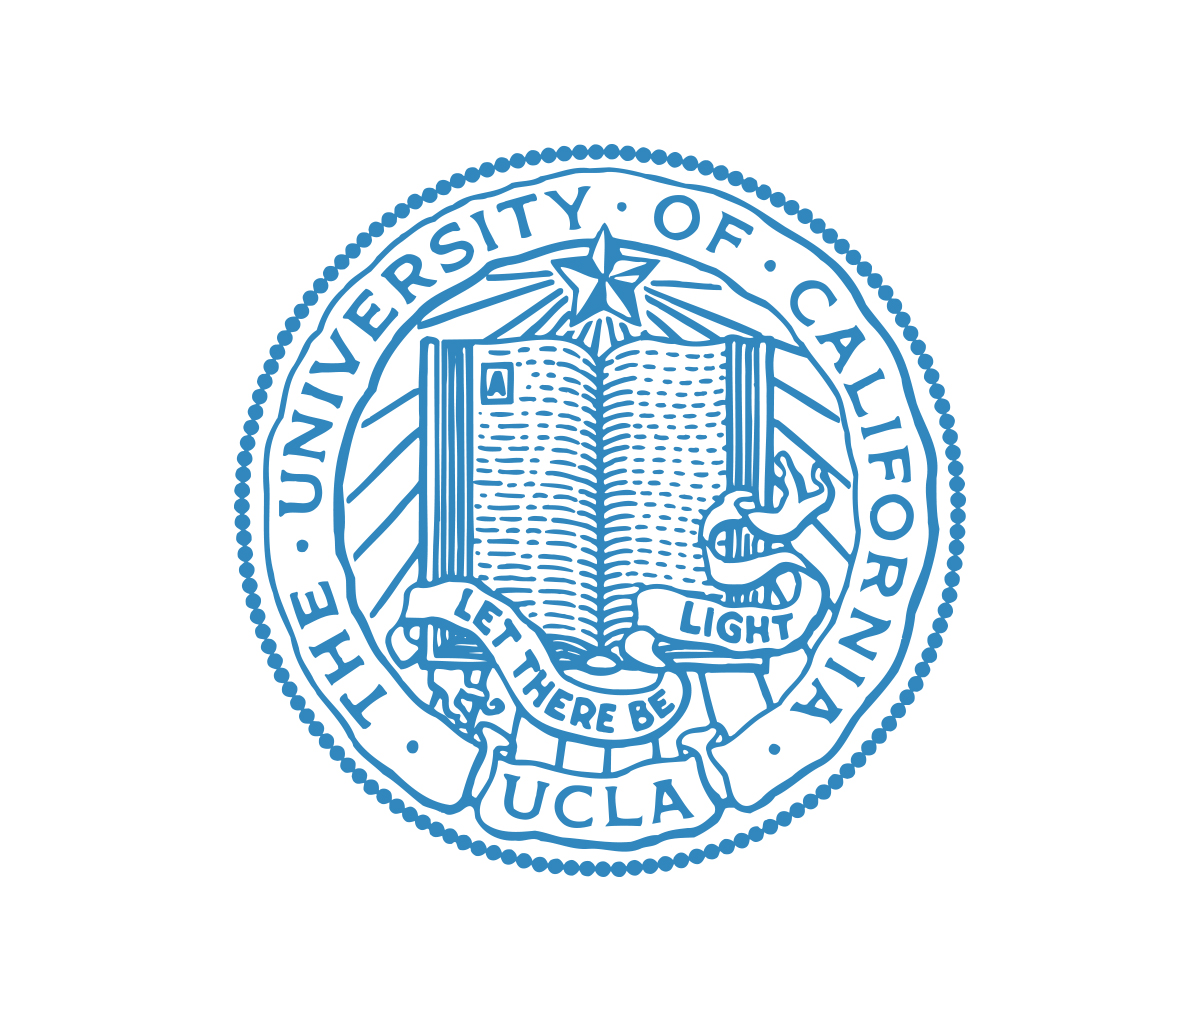 THE · UNIVERSITY · OF · CALIFORNIA
A
LET THERE BE
LIGHT
UCLA